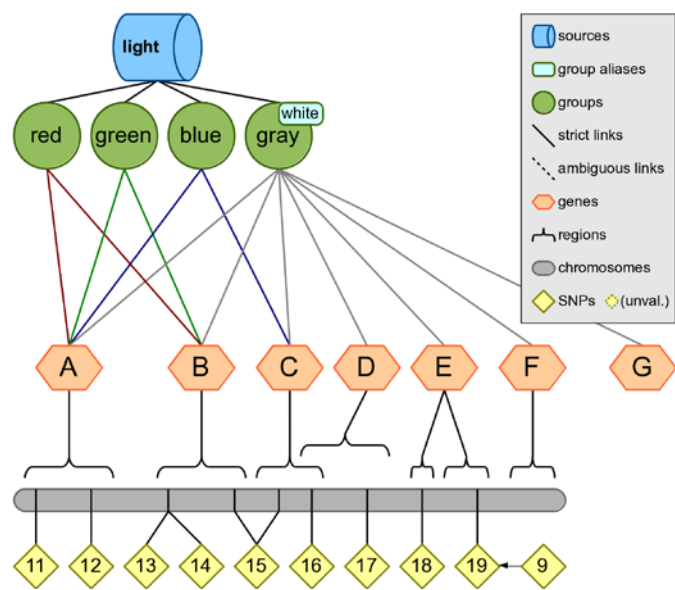 light
red
green
blue
gray
white
A
B
C
D
E
F
G
11
12
13
14
15
16
17
18
19
9
sources
group aliases
groups
strict links
ambiguous links
genes
regions
chromosomes
SNPs (unval.)